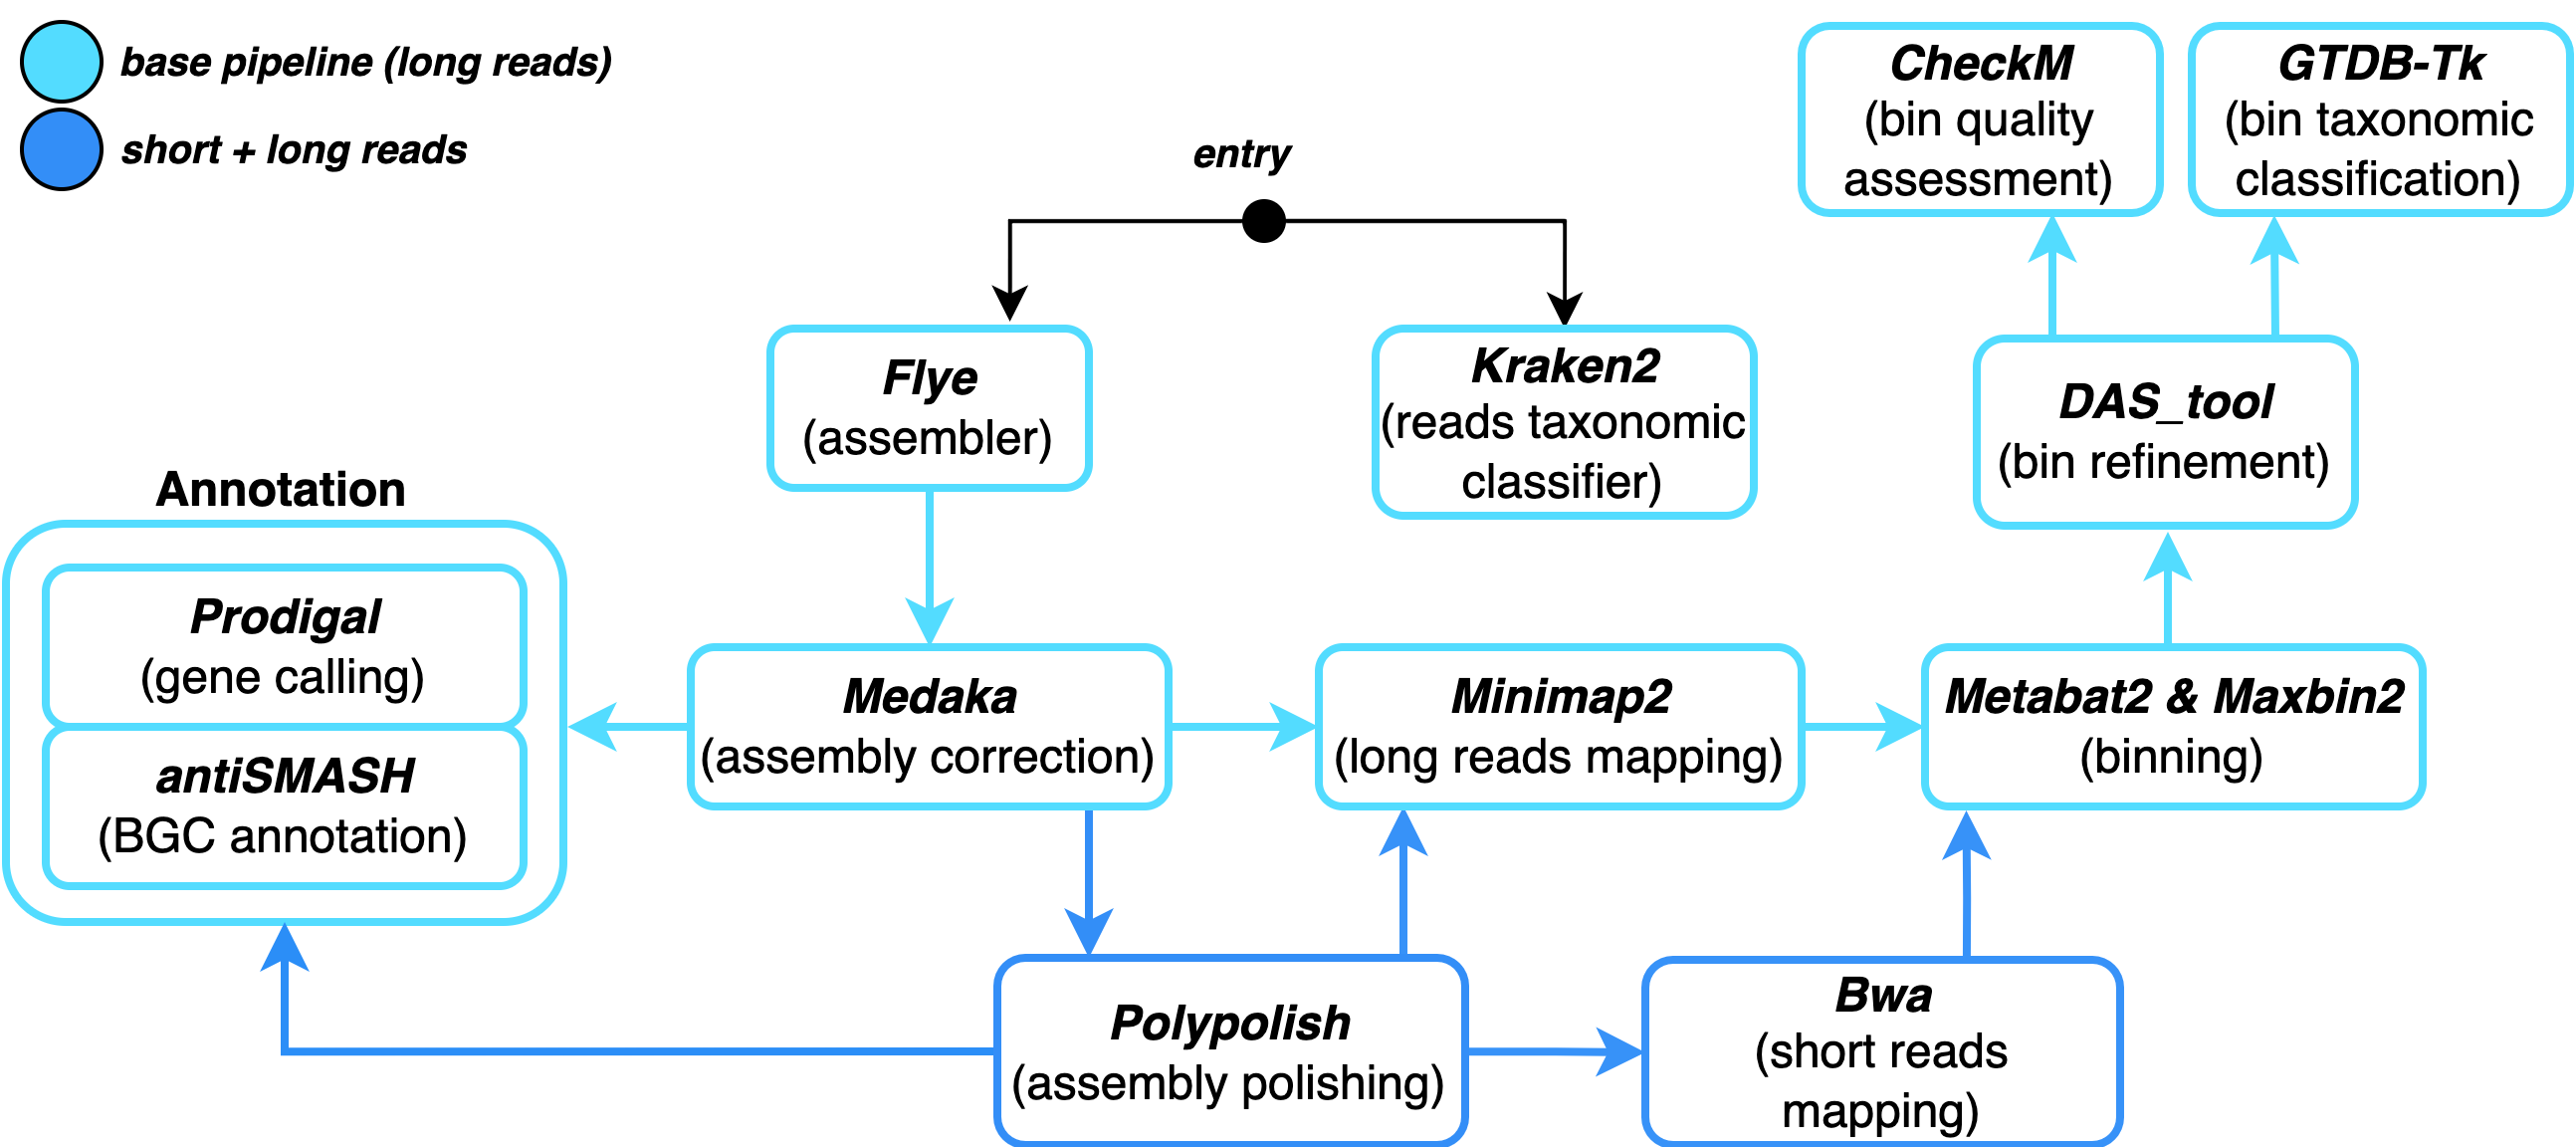 base pipeline (long reads)
short + long reads
entry
CheckM
(bin quality
assessment)
GTDB-Tk
(bin taxonomic
classification)
Flye
(assembler)
Kraken2
(reads taxonomic
classifier)
DAS_tool
(bin refinement)
Annotation
Prodigal
(gene calling)
antiSMASH
(BGC annotation)
Medaka
(assembly correction)
Minimap2
(long reads mapping)
Metabat2 & Maxbin2
(binning)
Polypolish
(assembly polishing)
Bwa
(short reads
mapping)